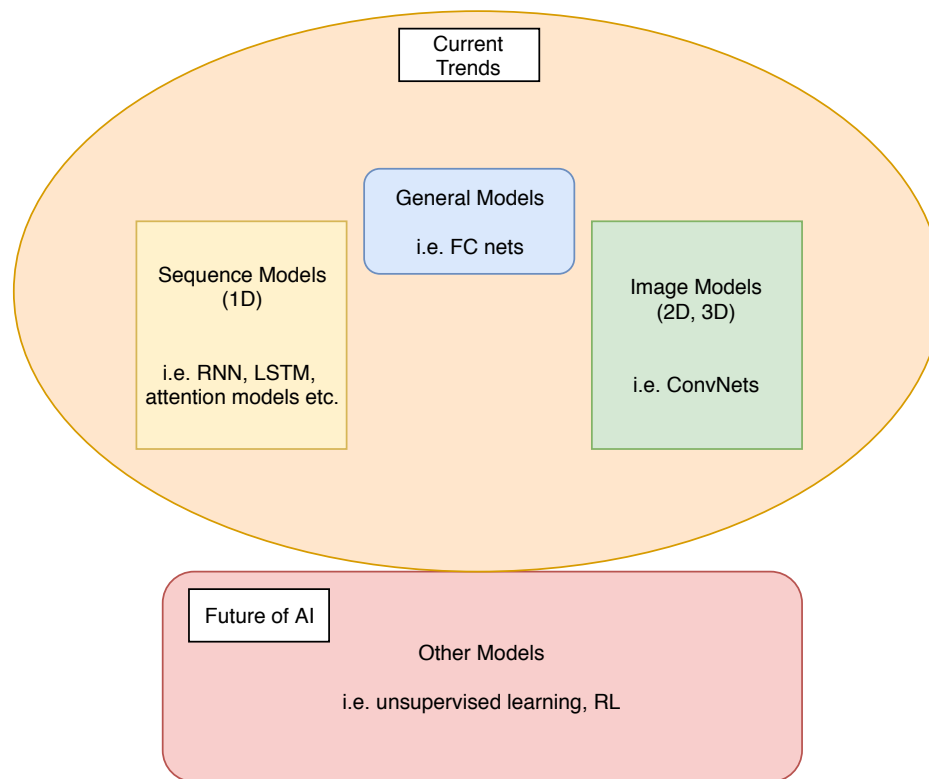 Current
Trends
General Models
i.e. FC nets
Sequence Models
(1D)
i.e. RNN, LSTM,
attention models etc.
Image Models
(2D, 3D)
i.e. ConvNets
Future of AI
Other Models
i.e. unsupervised learning, RL